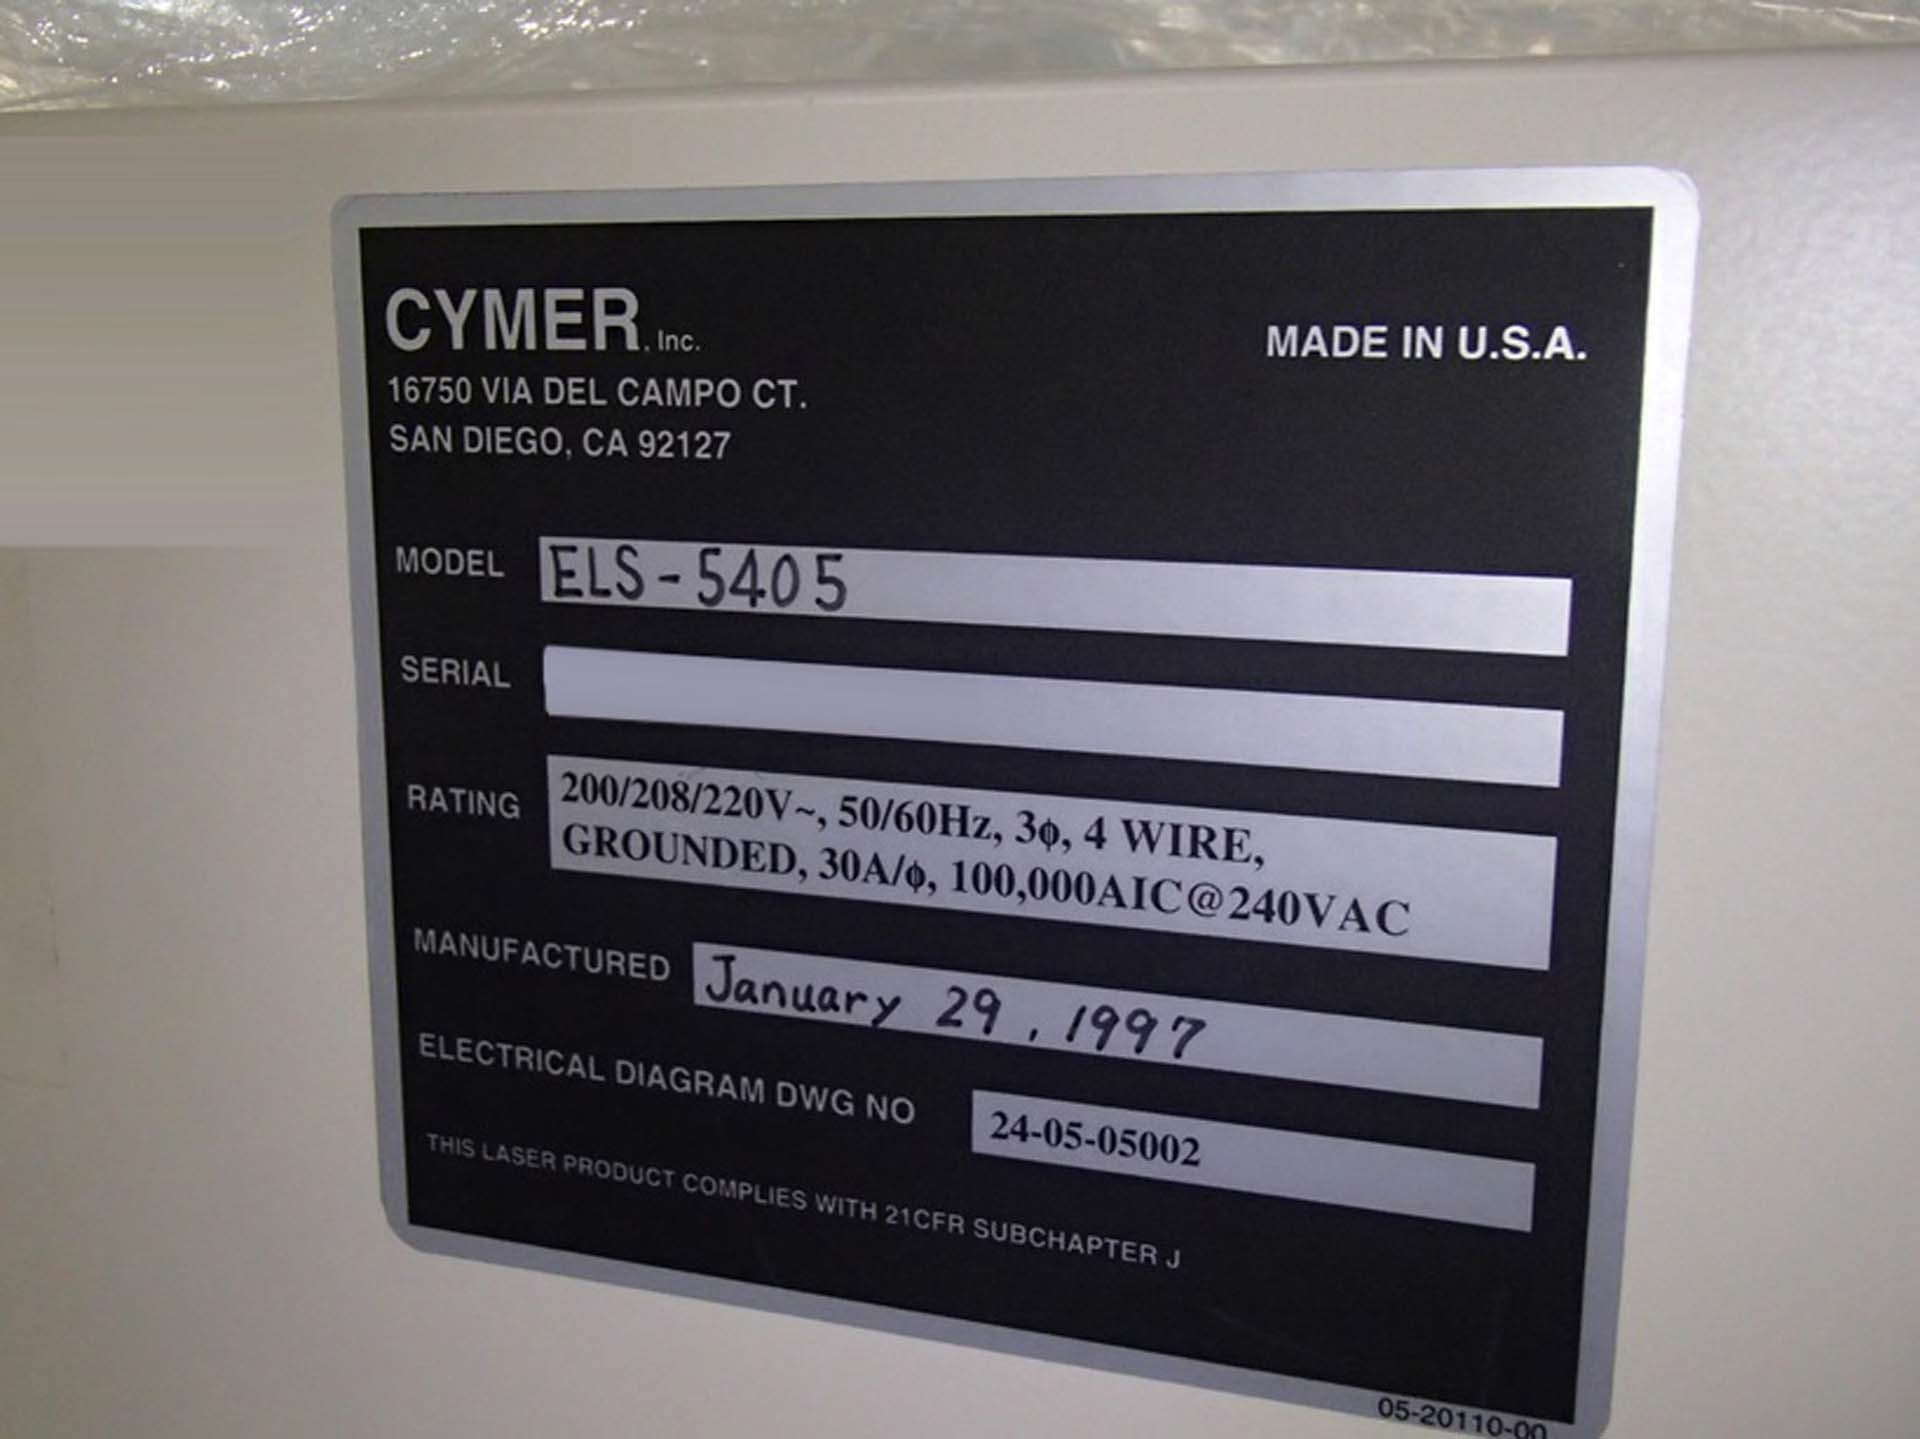 CYMER, Inc.
MADE IN U.S.A.
16750 VIA DEL CAMPO CT.
SAN DIEGO, CA 92127
MODEL ELS-5405
SERIAL
RATING 200/208/220V~, 50/60Hz, 3ϕ, 4 WIRE,
GROUNDED, 30A/ϕ, 100,000AIC@240VAC
MANUFACTURED January 29, 1997
ELECTRICAL DIAGRAM DWG NO 24-05-05002
THIS LASER PRODUCT COMPLIES WITH 21CFR SUBCHAPTER J
05-20110-00